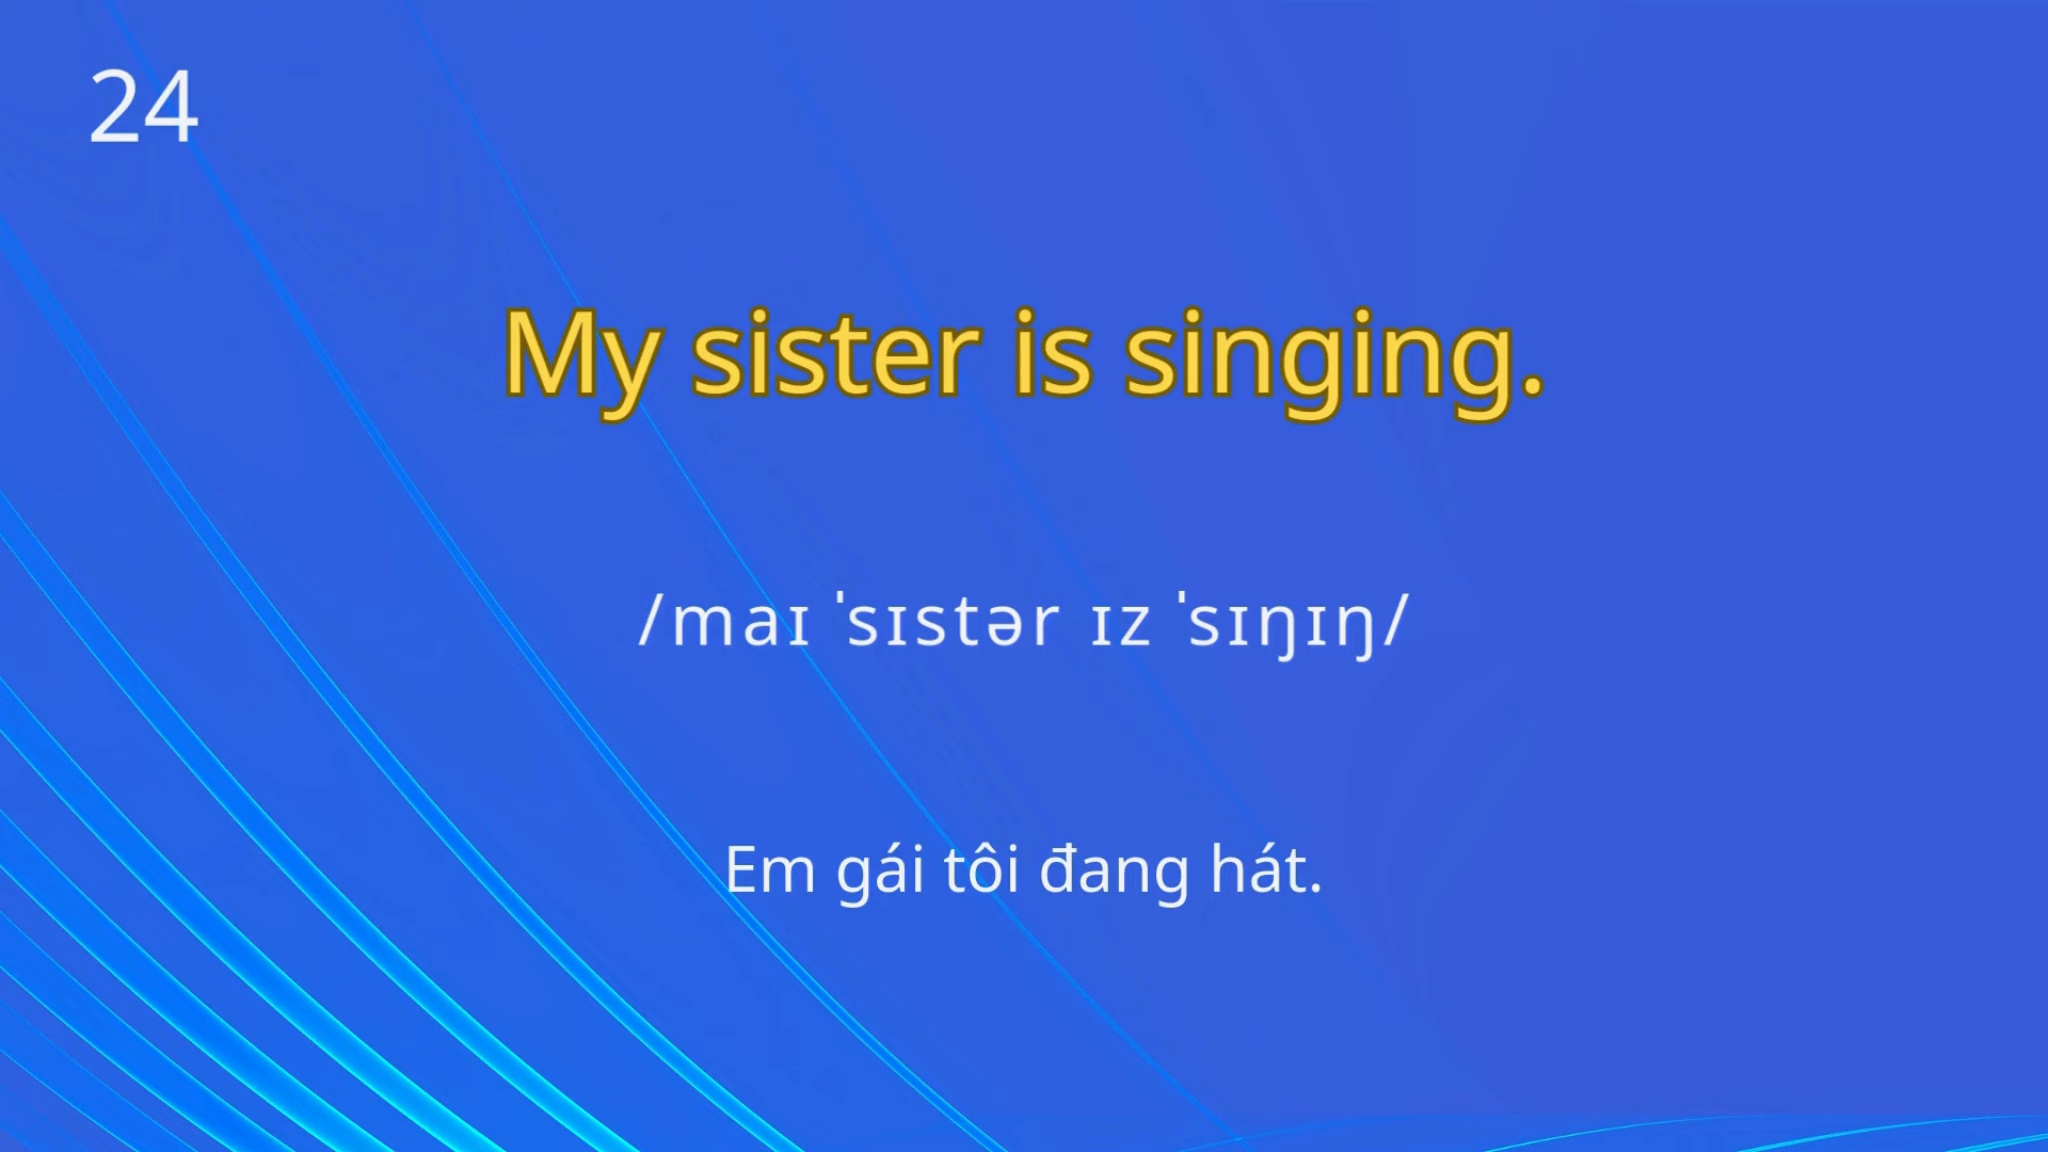 24
My sister is singing.
/maɪ ˈsɪstər ɪz ˈsɪŋɪŋ/
Em gái tôi đang hát.